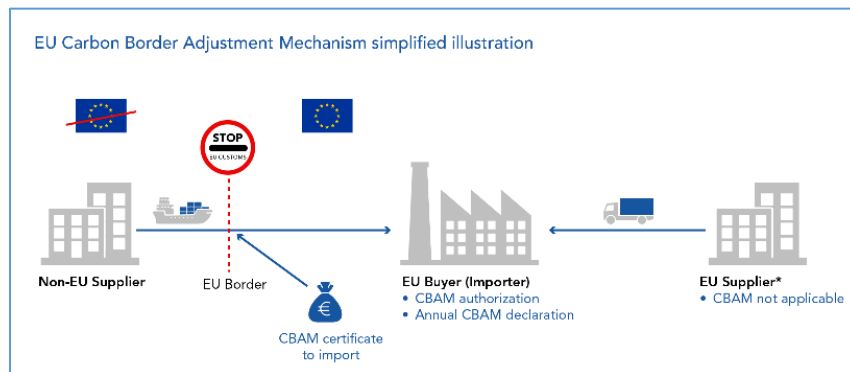 EU Carbon Border Adjustment Mechanism simplified illustration
STOP
EU CUSTOMS
Non-EU Supplier
EU Border
€
CBAM certificate
to import
EU Buyer (Importer)
• CBAM authorization
• Annual CBAM declaration
EU Supplier*
• CBAM not applicable